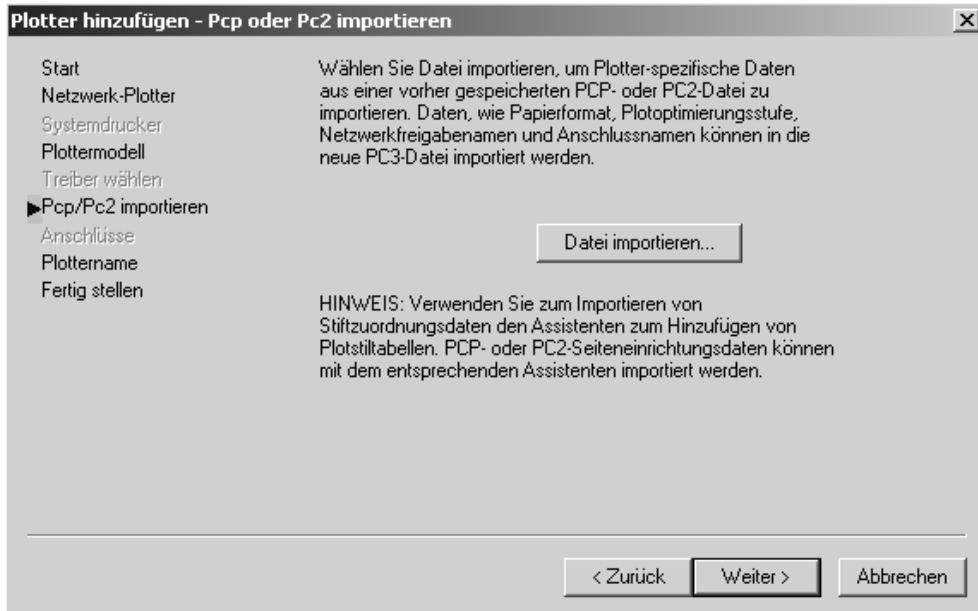 Plotter hinzufügen - Pcp oder Pc2 importieren
Start
Netzwerk-Plotter
Systemdrucker
Plottermodell
Treiber wählen
Pcp/Pc2 importieren
Anschlüsse
Plottername
Fertig stellen
Wählen Sie Datei importieren, um Plotter-spezifische Daten
aus einer vorher gespeicherten PCP- oder PC2-Datei zu
importieren. Daten, wie Papierformat, Plotoptimierungsstufe,
Netzwerkfreigabenamen und Anschlussnamen können in die
neue PC3-Datei importiert werden.
Datei importieren...
HINWEIS: Verwenden Sie zum Importieren von
Stiftzuordnungsdaten den Assistenten zum Hinzufügen von
Plotstiltabellen. PCP- oder PC2-Seiteneinrichtungsdaten können
mit dem entsprechenden Assistenten importiert werden.
< Zurück
Weiter >
Abbrechen